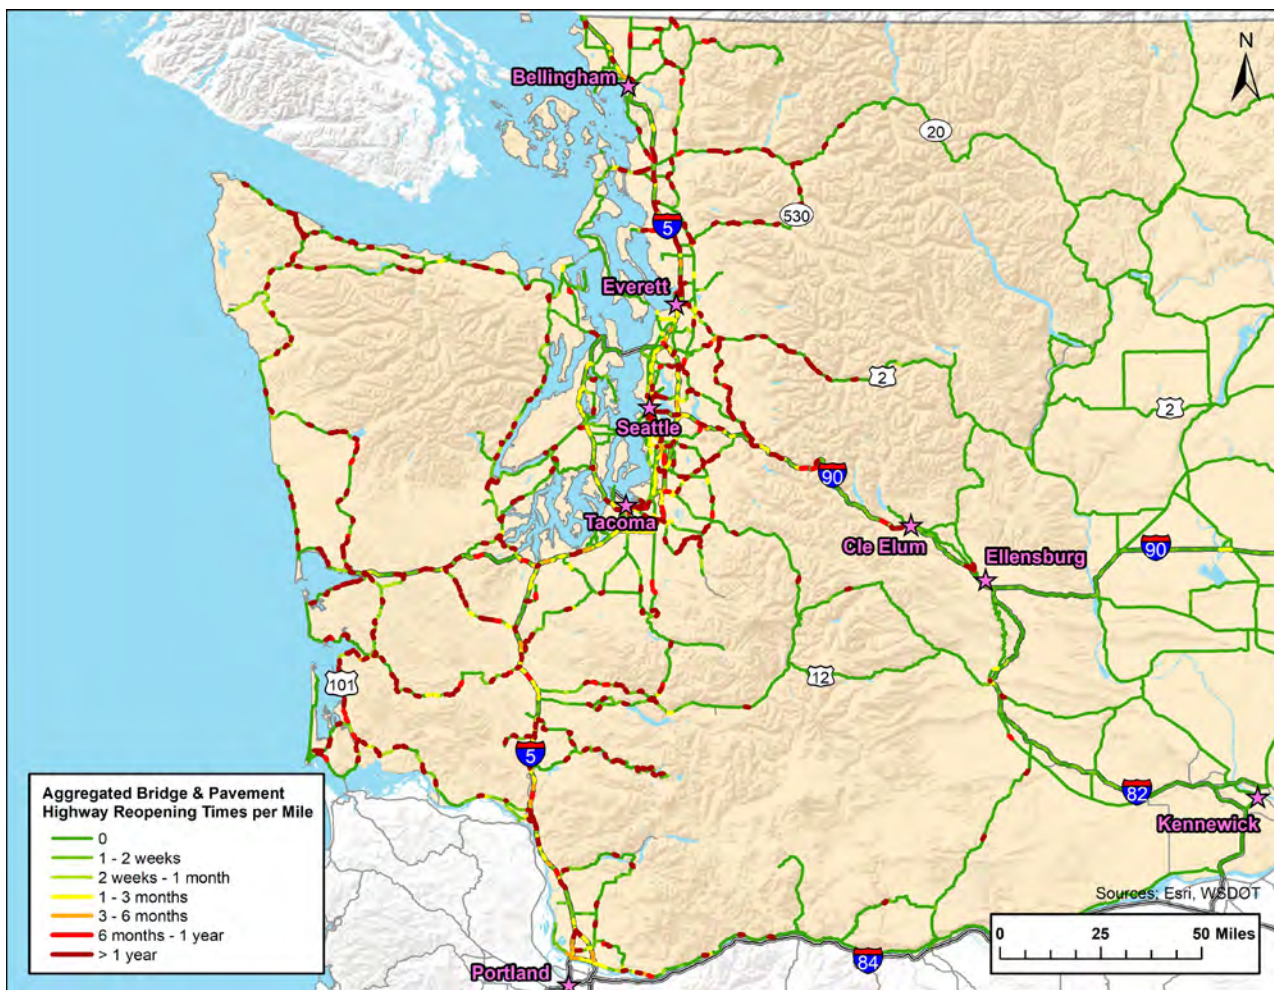 N
Bellingham
20
530
5
Everett
2
2
Seattle
90
Tacoma
Cle Elum
Ellensburg
90
12
101
5
82
Kennewick
Aggregated Bridge & Pavement
Highway Reopening Times per Mile
0
1 - 2 weeks
2 weeks - 1 month
1 - 3 months
3 - 6 months
6 months - 1 year
> 1 year
Sources: Esri, WSDOT
0 25 50 Miles
84
Portland